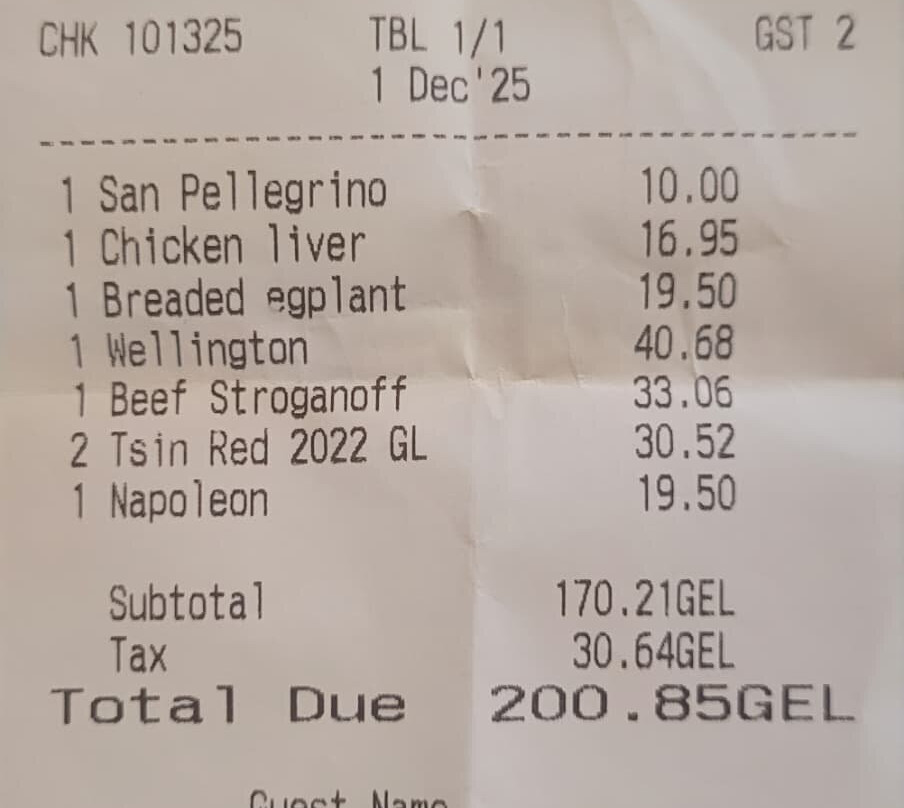 CHK 101325 TBL 1/1 GST 2
1 Dec'25
1 San Pellegrino 10.00
1 Chicken liver 16.95
1 Breaded egplant 19.50
1 Wellington 40.68
1 Beef Stroganoff 33.06
2 Tsin Red 2022 GL 30.52
1 Napoleon 19.50
Subtotal 170.21GEL
Tax 30.64GEL
Total Due 200.85GEL
Guest Name